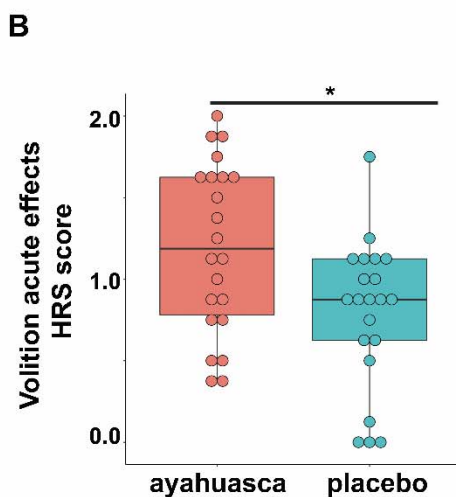 B
*
Volition acute effects
HRS score
2.0
1.0
0.0
ayahuasca placebo